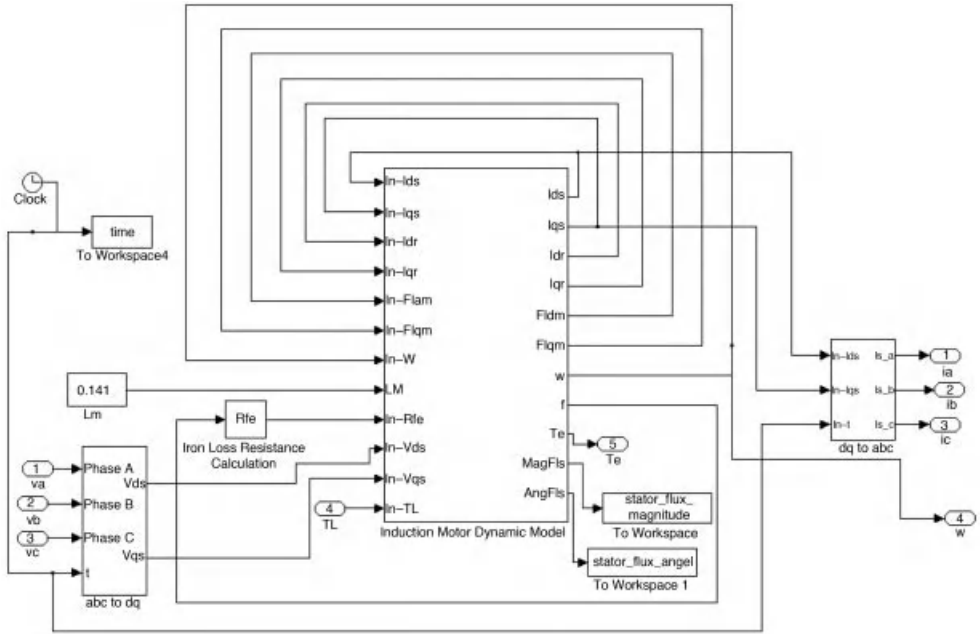 Clock
time
To Workspace4
0.141
Lm
Rfe
Iron Loss Resistance
Calculation
1
va
2
vb
3
vc
Phase A
Vds
Phase B
Phase C
Vqs
t
abc to dq
4
TL
In-Ids
In-Iqs
In-Idr
In-Iqr
In-Flam
In-Flqm
In-W
LM
In-Rfe
In-Vds
In-Vqs
In-TL
Ids
Iqs
Idr
Iqr
Fldm
Flqm
w
f
Te
MagFls
AngFls
Induction Motor Dynamic Model
5
Te
stator_flux_
magnitude
To Workspace
stator_flux_angel
To Workspace 1
In-Ids
In-Iqs
In-t
Is_a
Is_b
Is_c
dq to abc
1
ia
2
ib
3
ic
4
w